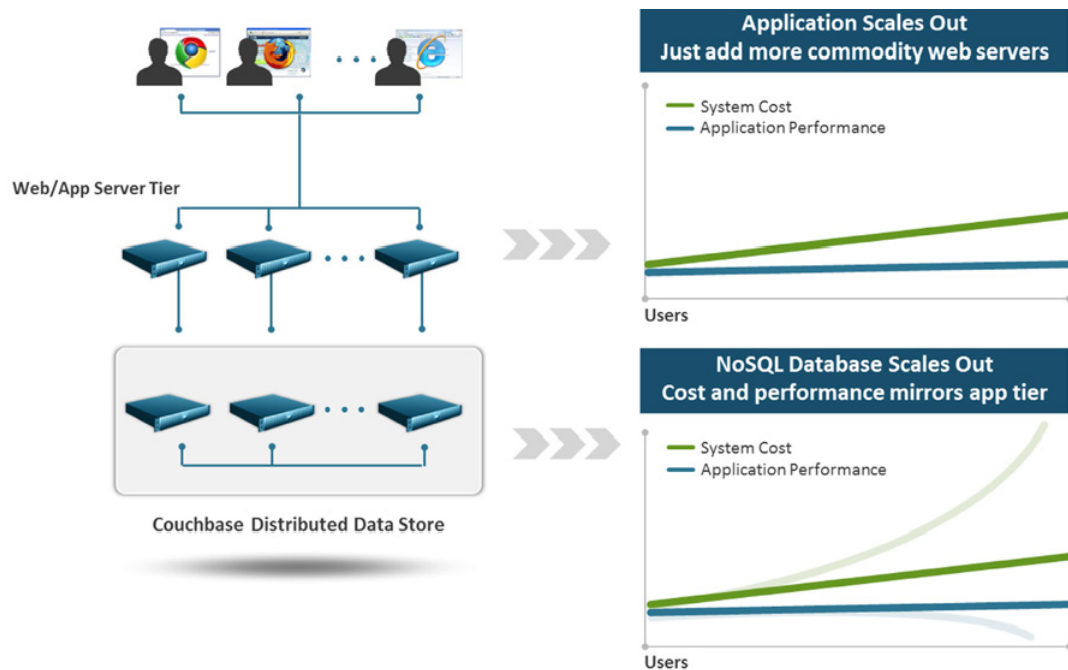 Web/App Server Tier
Couchbase Distributed Data Store
Application Scales Out
Just add more commodity web servers
System Cost
Application Performance
Users
NoSQL Database Scales Out
Cost and performance mirrors app tier
System Cost
Application Performance
Users